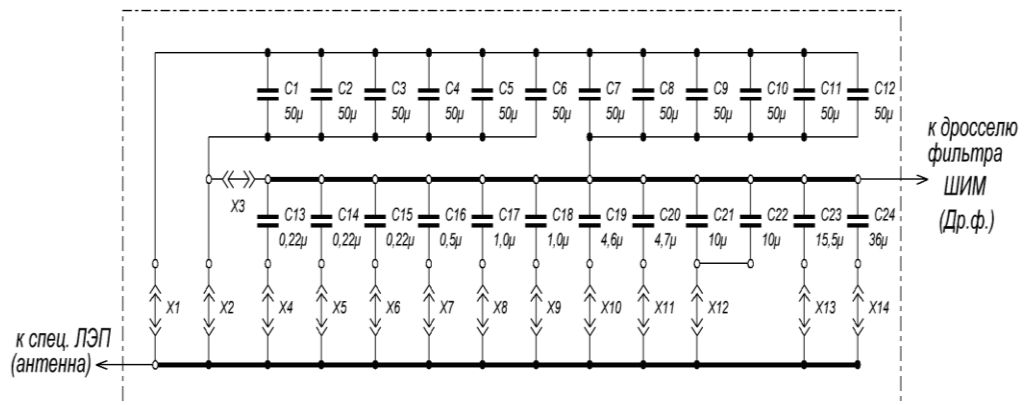 C1 C2 C3 C4 C5 C6 C7 C8 C9 C10 C11 C12
50μ 50μ 50μ 50μ 50μ 50μ 50μ 50μ 50μ 50μ 50μ 50μ
к дросселю
фильтра
ШИМ
(Др.ф.)
X3
C13 C14 C15 C16 C17 C18 C19 C20 C21 C22 C23 C24
0,22μ 0,22μ 0,22μ 0,5μ 1,0μ 1,0μ 4,6μ 4,7μ 10μ 10μ 15,5μ 36μ
X1 X2 X4 X5 X6 X7 X8 X9 X10 X11 X12 X13 X14
к спец. ЛЭП
(антенна)